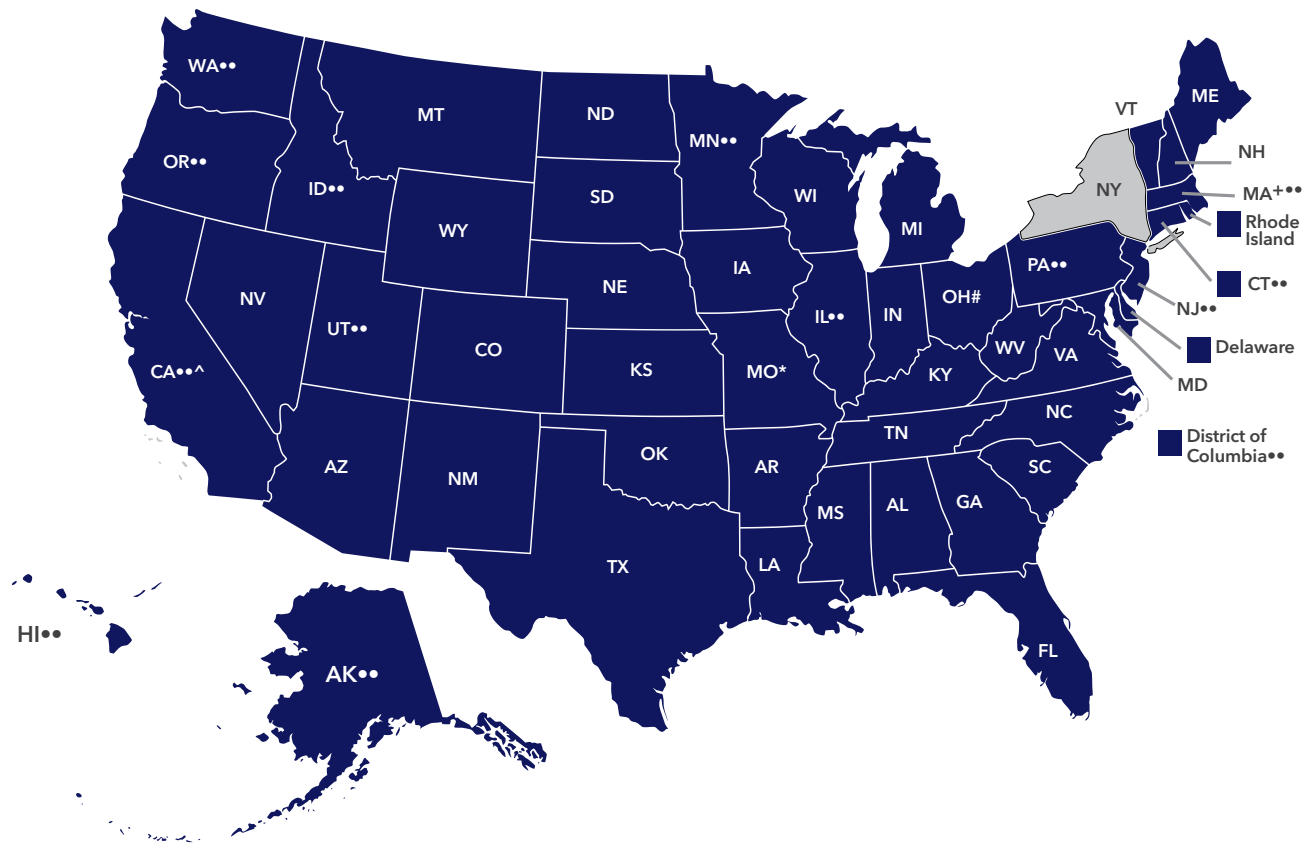 WA••
MT
ND
MN••
ME
VT
OR••
ID••
NH
SD
WI
NY
MA+••
WY
MI
Rhode
Island
IA
PA••
NE
CT••
NV
OH#
NJ••
UT••
IL••
IN
CO
WV
VA
Delaware
CA••^
KS
MO*
KY
MD
NC
TN
District of
Columbia••
AZ
OK
AR
SC
NM
MS
AL
GA
TX
LA
HI••
FL
AK••